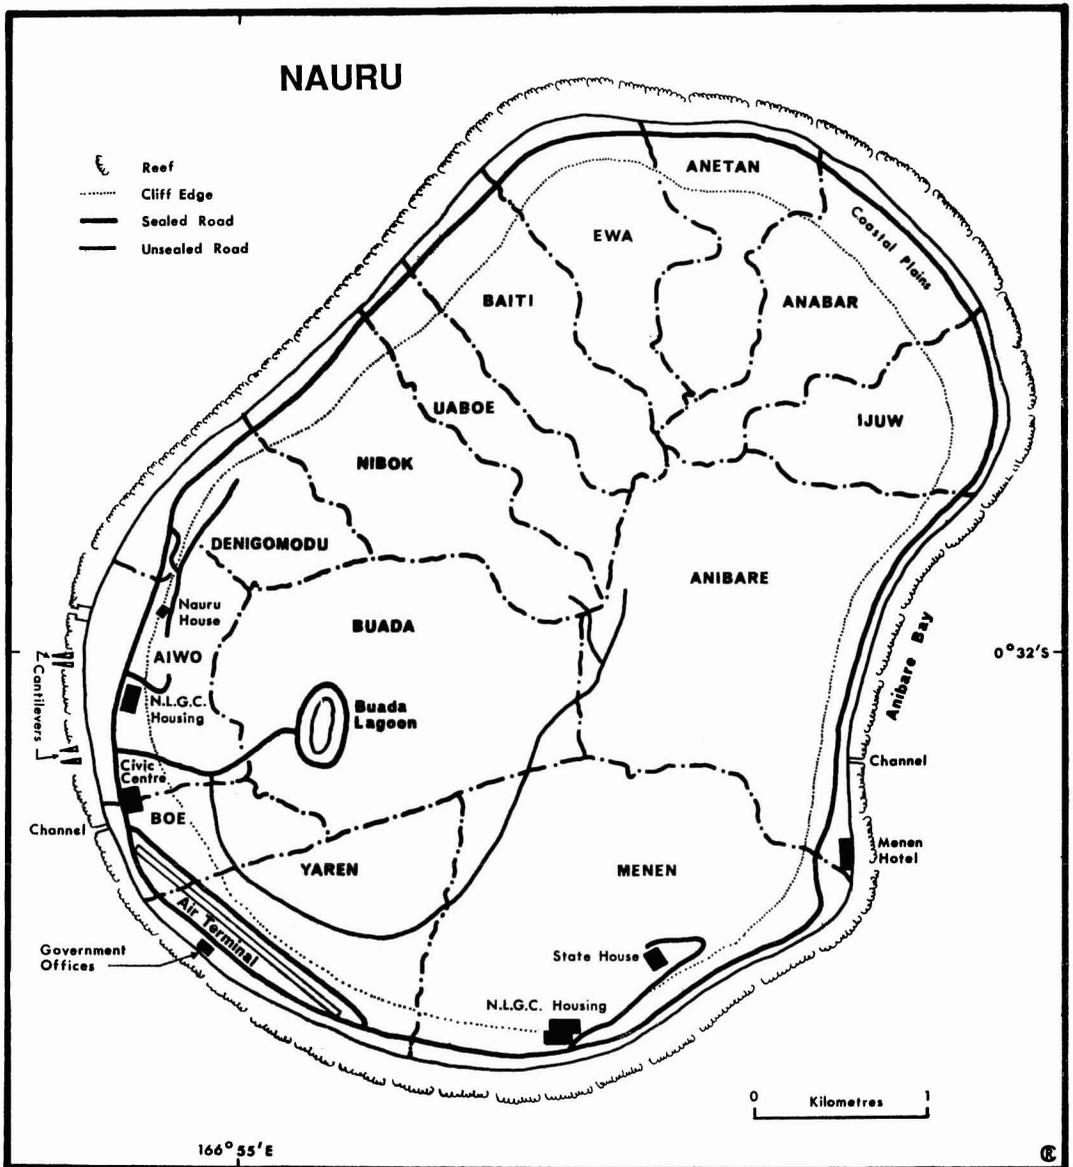 NAURU
Reef
Cliff Edge
Sealed Road
Unsealed Road
ANETAN
EWA
Coastal Plains
BAITI
ANABAR
UABOE
IJUW
NIBOK
DENIGOMODU
ANIBARE
Nauru
House
BUADA
AIWO
Anibare Bay
0°32'S
Cantilevers
N.L.G.C.
Housing
Buada
Lagoon
Civic
Centre
Channel
BOE
Channel
Menen
Hotel
YAREN
MENEN
Air Terminal
Government
Offices
State House
N.L.G.C. Housing
0 Kilometres 1
166°55'E